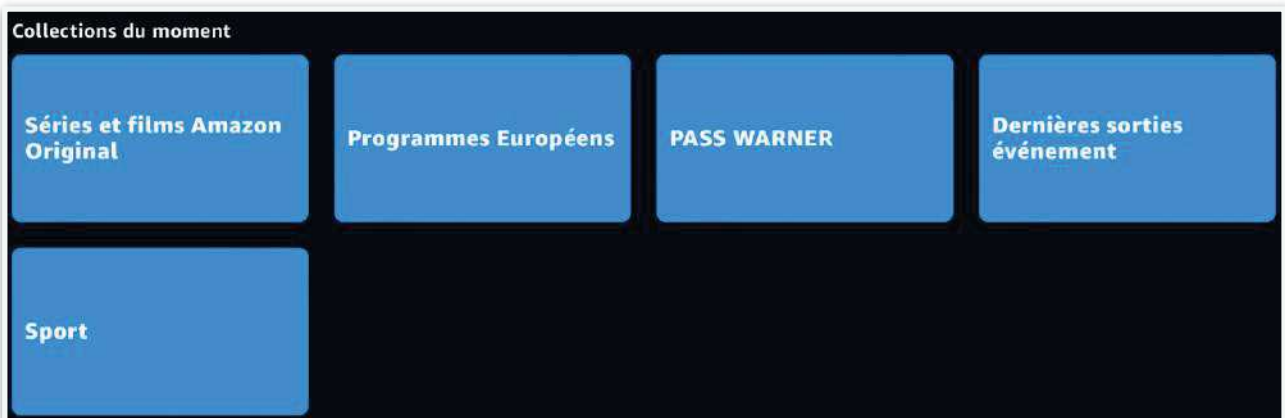 Collections du moment
Séries et films Amazon
Original
Programmes Européens
PASS WARNER
Dernières sorties
événement
Sport